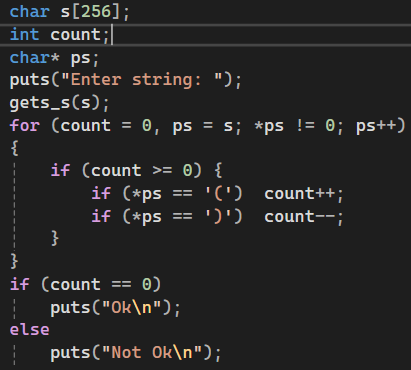 char s[256];
int count;
char* ps;
puts("Enter string: ");
gets_s(s);
for (count = 0, ps = s; *ps != 0; ps++)
{
    if (count >= 0) {
        if (*ps == '(')  count++;
        if (*ps == ')')  count--;
    }
}
if (count == 0)
    puts("Ok\n");
else
    puts("Not Ok\n");